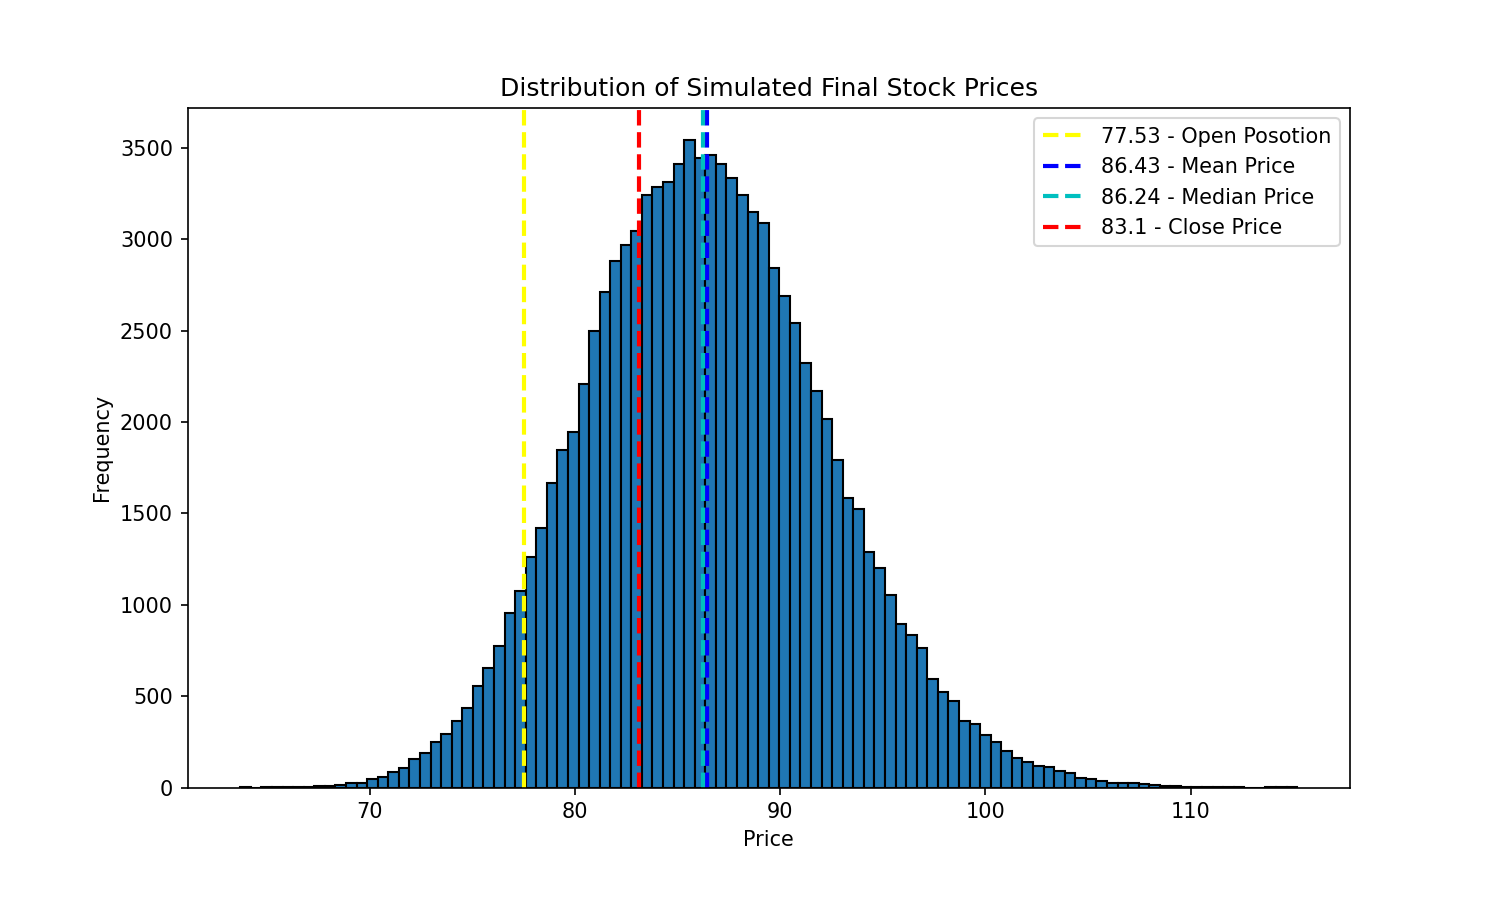 Distribution of Simulated Final Stock Prices
77.53 - Open Posotion
86.43 - Mean Price
86.24 - Median Price
83.1 - Close Price
3500
3000
2500
2000
1500
1000
500
0
Frequency
70 80 90 100 110
Price